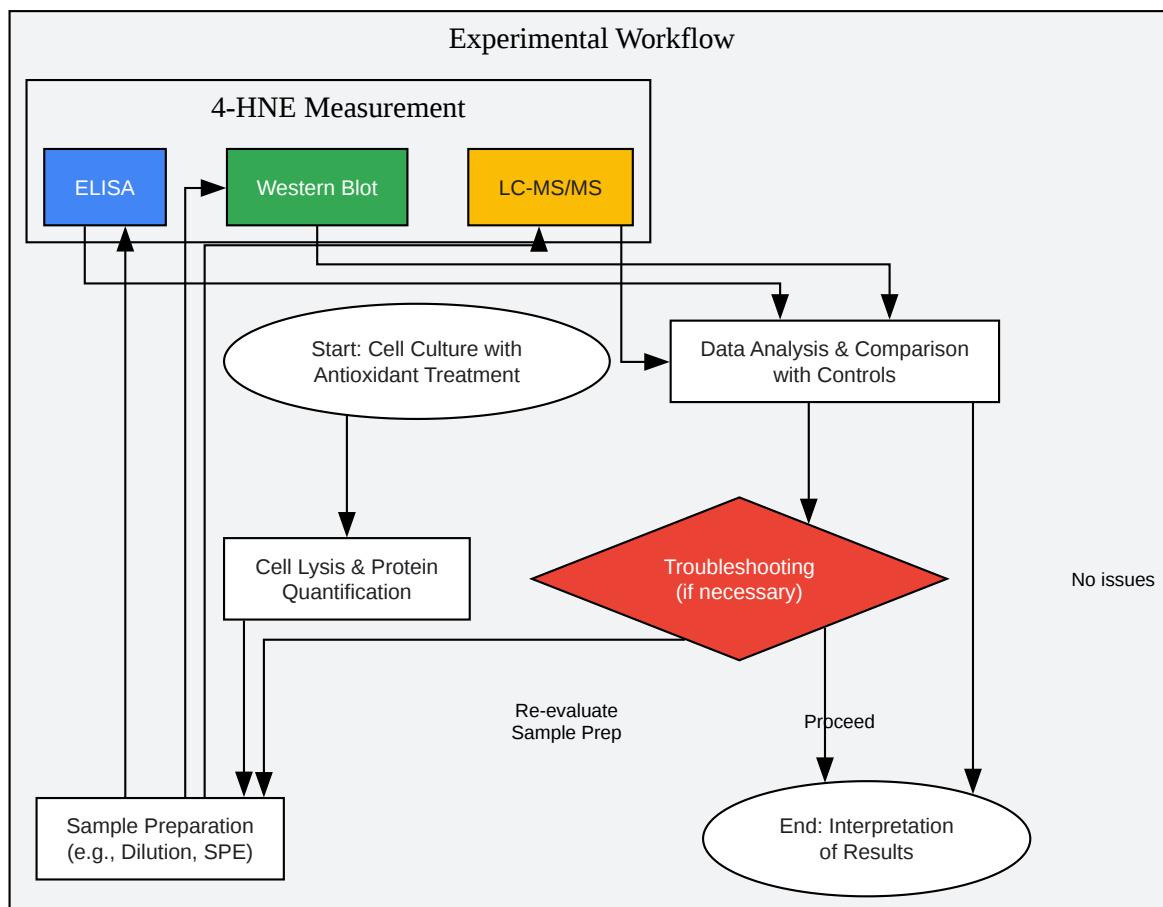 Experimental Workflow
4-HNE Measurement
ELISA
Western Blot
LC-MS/MS
Start: Cell Culture with
Antioxidant Treatment
Data Analysis & Comparison
with Controls
Cell Lysis & Protein
Quantification
Troubleshooting
(if necessary)
No issues
Re-evaluate
Sample Prep
Proceed
Sample Preparation
(e.g., Dilution, SPE)
End: Interpretation
of Results